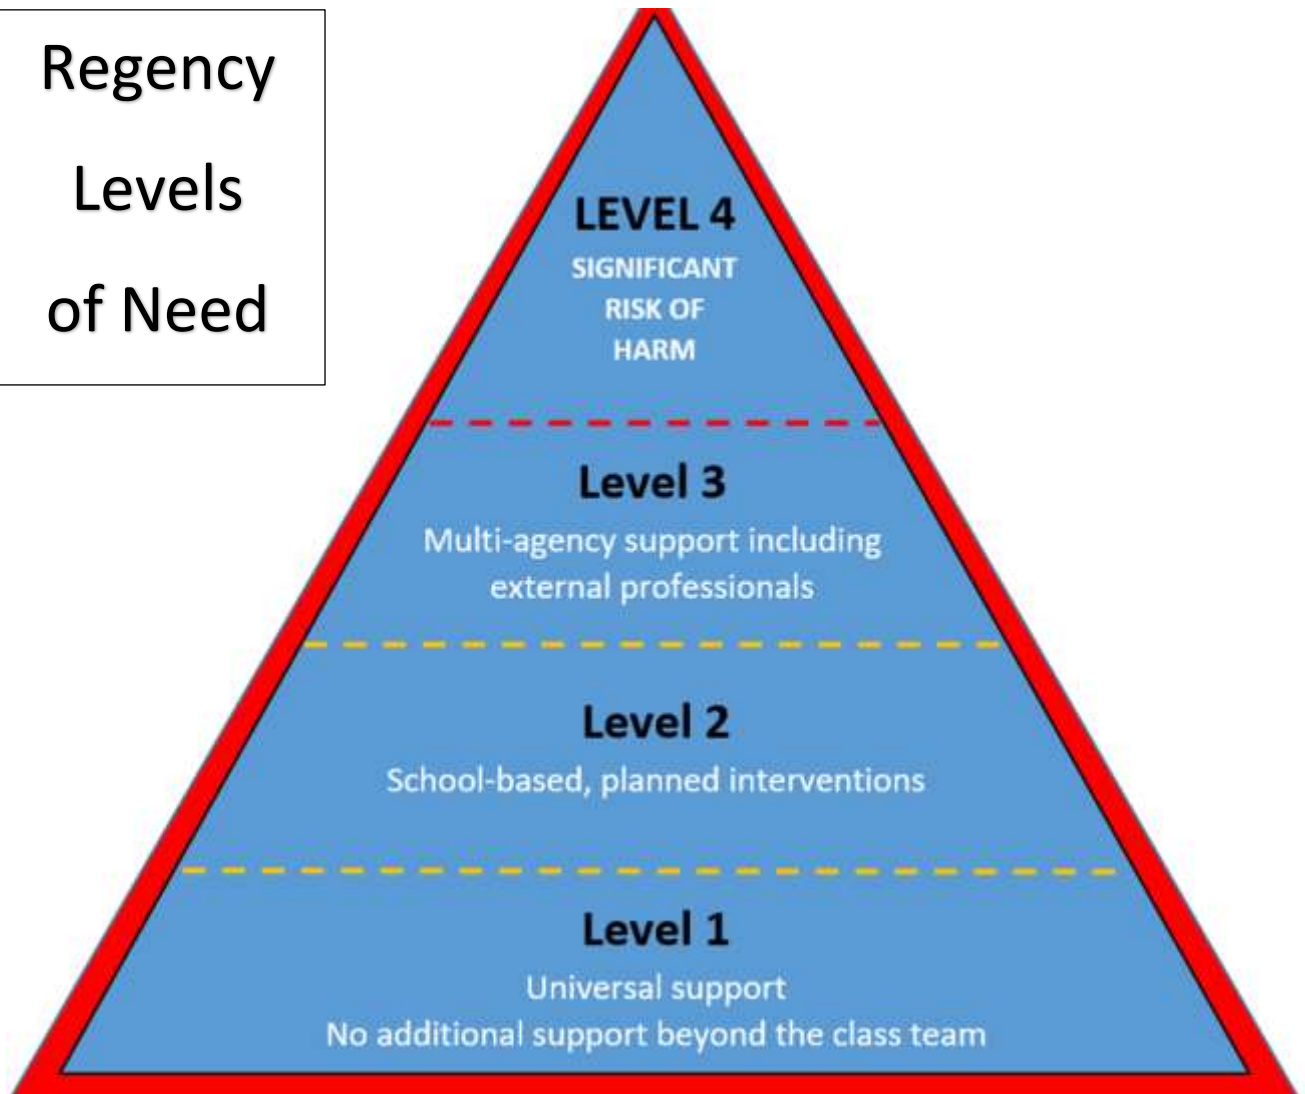 Regency
Levels
of Need
LEVEL 4
SIGNIFICANT
RISK OF
HARM
Level 3
Multi-agency support including
external professionals
Level 2
School-based, planned interventions
Level 1
Universal support
No additional support beyond the class team